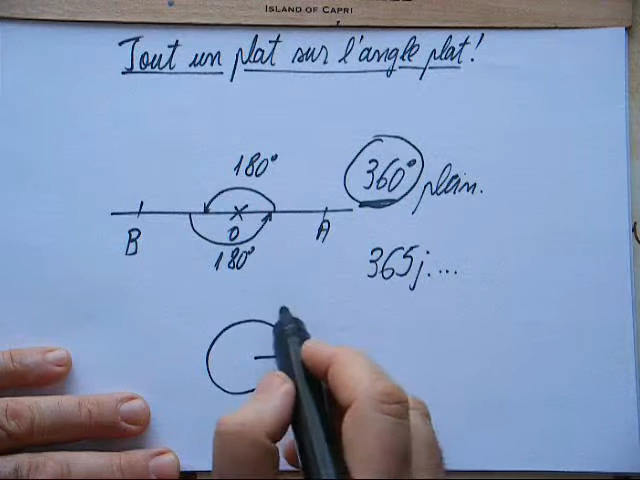 ISLAND OF CAPRI
Tout un plat sur l'angle plat!
180°
360° plein.
B
O
A
180°
365j....